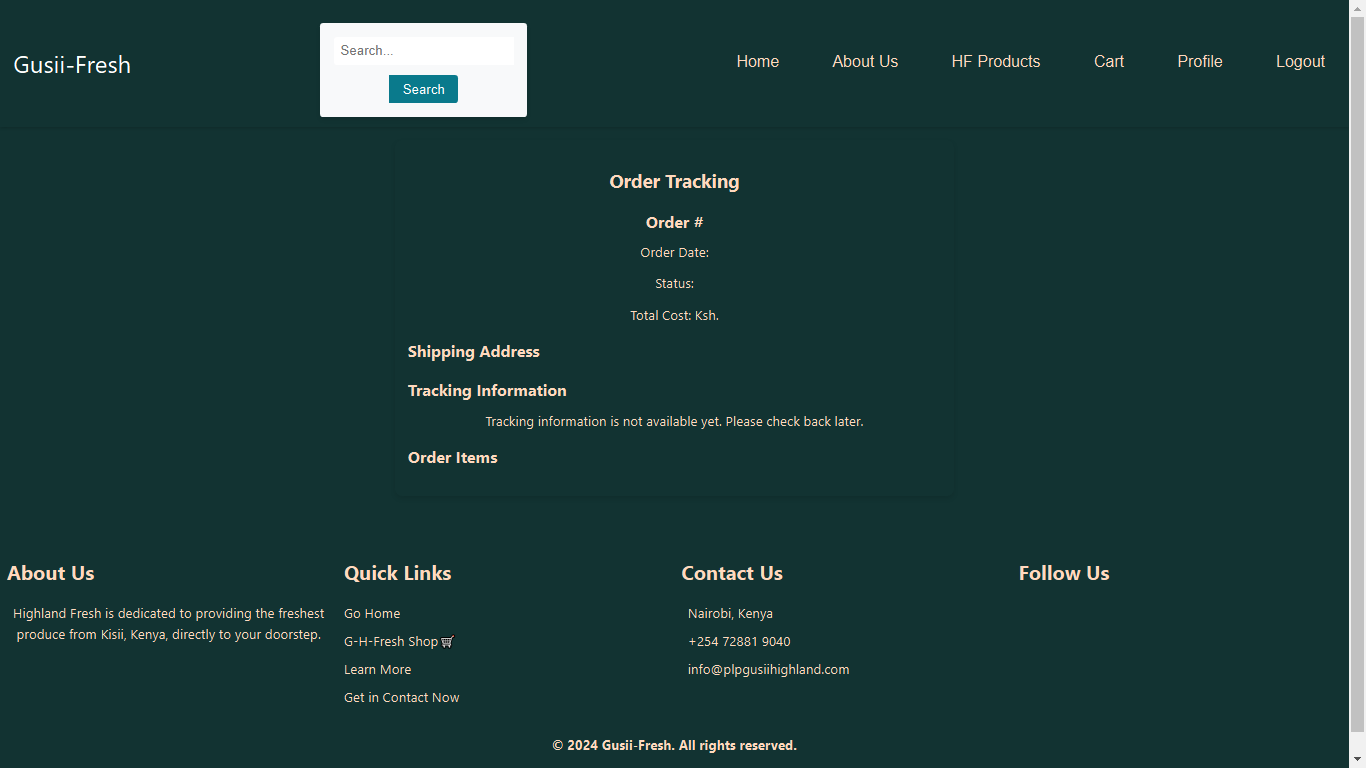 Gusii-Fresh
Search...
Search
Home
About Us
HF Products
Cart
Profile
Logout
Order Tracking
Order #
Order Date:
Status:
Total Cost: Ksh.
Shipping Address
Tracking Information
Tracking information is not available yet. Please check back later.
Order Items
About Us
Highland Fresh is dedicated to providing the freshest
produce from Kisii, Kenya, directly to your doorstep.
Quick Links
Go Home
G-H-Fresh Shop🛒
Learn More
Get in Contact Now
Contact Us
Nairobi, Kenya
+254 72881 9040
info@plpgusiihighland.com
Follow Us
© 2024 Gusii-Fresh. All rights reserved.